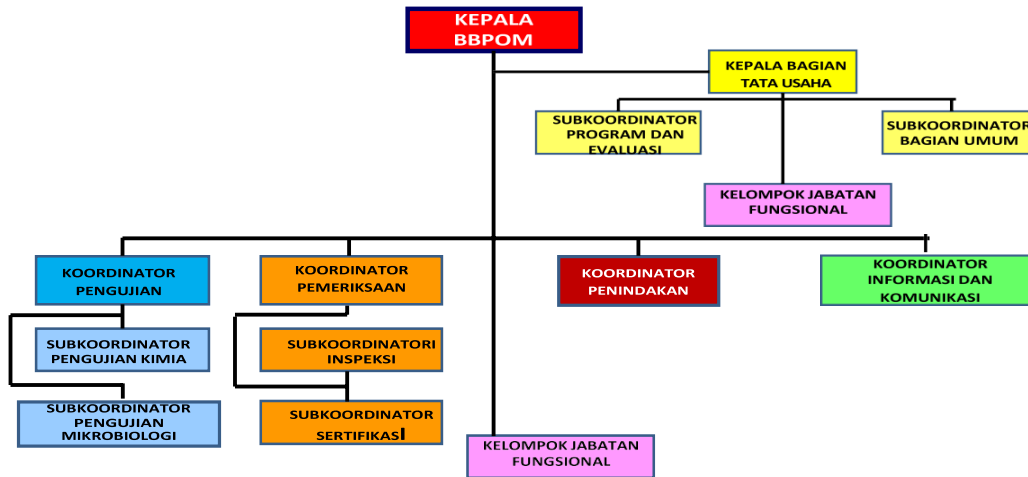 KEPALA
BBPOM
KEPALA BAGIAN
TATA USAHA
SUBKOORDINATOR
PROGRAM DAN
EVALUASI
SUBKOORDINATOR
BAGIAN UMUM
KELOMPOK JABATAN
FUNGSIONAL
KOORDINATOR
PENGUJIAN
KOORDINATOR
PEMERIKSAAN
KOORDINATOR
PENINDAKAN
KOORDINATOR
INFORMASI DAN
KOMUNIKASI
SUBKOORDINATOR
PENGUJIAN KIMIA
SUBKOORDINATORI
INSPEKSI
SUBKOORDINATOR
PENGUJIAN
MIKROBIOLOGI
SUBKOORDINATOR
SERTIFIKASI
KELOMPOK JABATAN
FUNGSIONAL